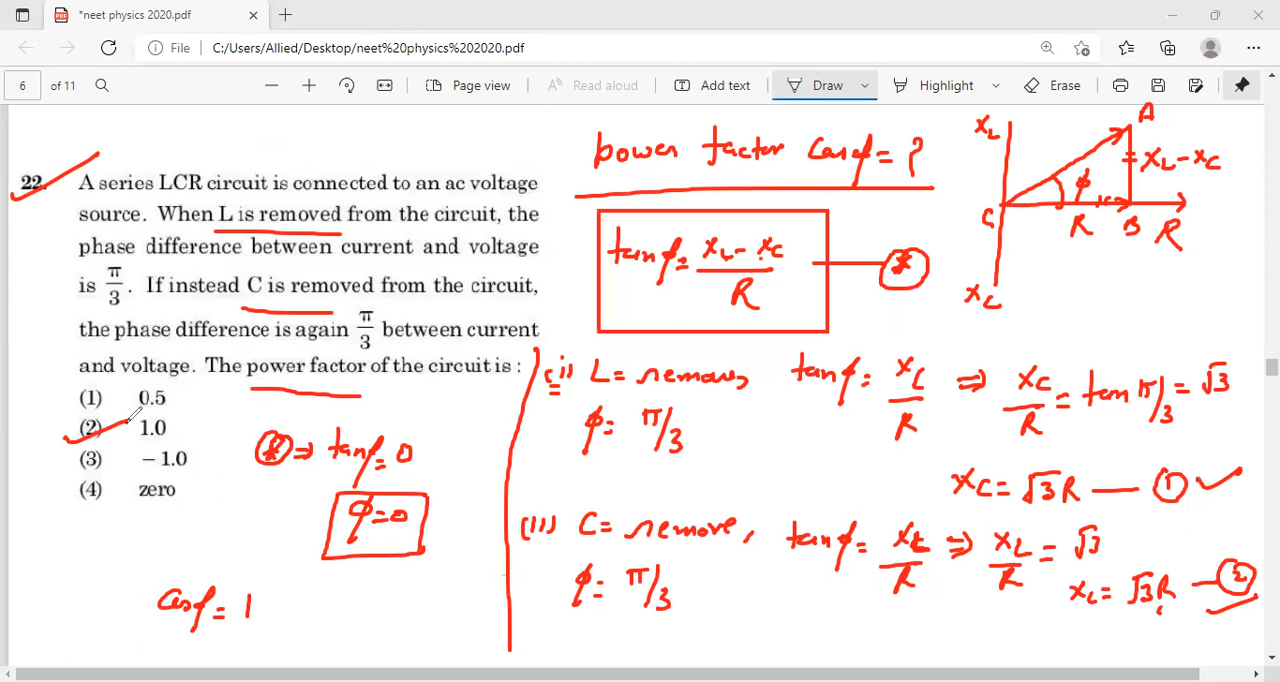 *neet physics 2020.pdf
File C:/Users/Allied/Desktop/neet%20physics%202020.pdf
6 of 11 Page view Read aloud Add text Draw Highlight Erase
22. A series LCR circuit is connected to an ac voltage
source. When L is removed from the circuit, the
phase difference between current and voltage
is π/3. If instead C is removed from the circuit,
the phase difference is again π/3 between current
and voltage. The power factor of the circuit is :
(1) 0.5
(2) 1.0
(3) – 1.0
(4) zero
⊛ ⇒ tanϕ = 0
ϕ = 0
cosϕ = 1
power factor cosϕ = ?
tanϕ = (XL - XC)/R
*
XL
A
XL - XC
ϕ
C R B R
XC
(i) L = remove, tanϕ = XC/R ⇒ XC/R = tan π/3 = √3
ϕ = π/3
XC = √3R — ①
(ii) C = remove, tanϕ = XL/R ⇒ XL/R = √3
ϕ = π/3
XL = √3R — ②